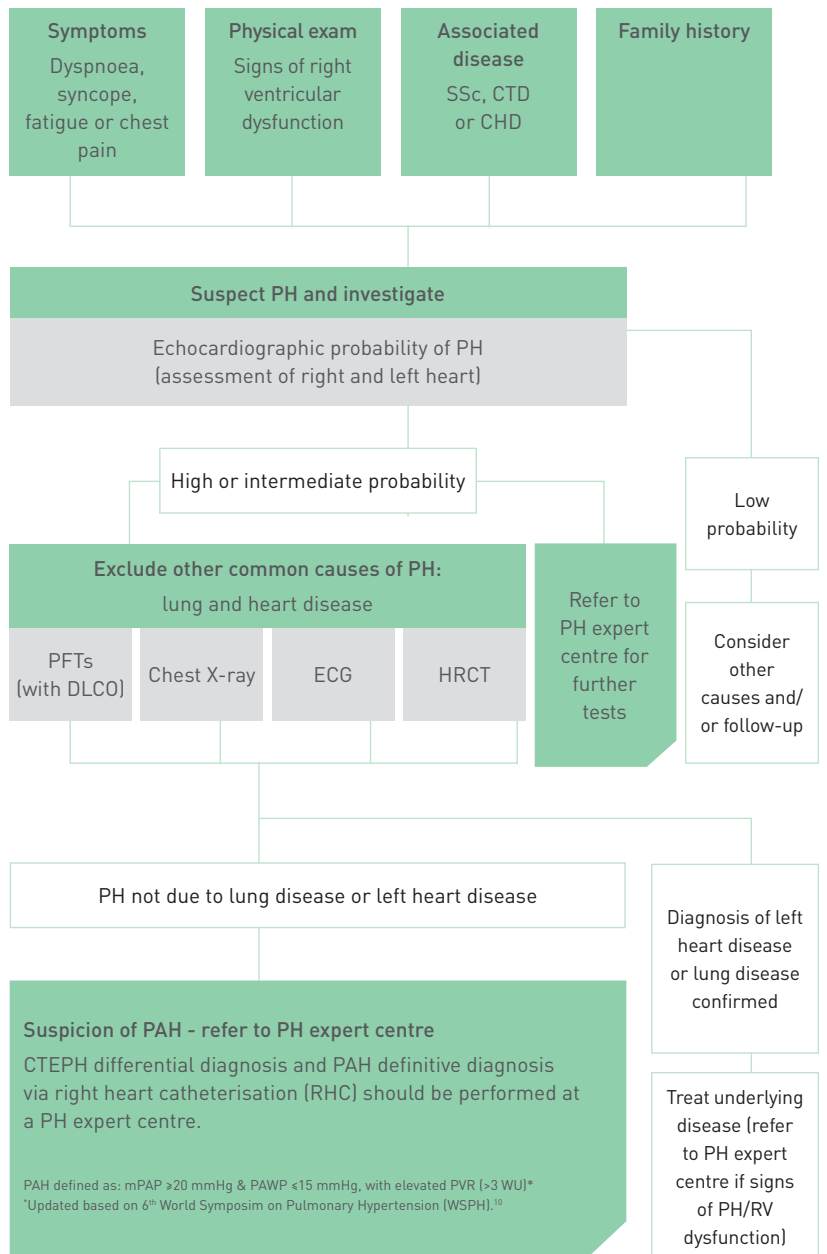 Symptoms
Dyspnoea,
syncope,
fatigue or chest
pain
Physical exam
Signs of right
ventricular
dysfunction
Associated
disease
SSc, CTD
or CHD
Family history
Suspect PH and investigate
Echocardiographic probability of PH
(assessment of right and left heart)
High or intermediate probability
Low
probability
Exclude other common causes of PH:
lung and heart disease
PFTs
(with DLCO)
Chest X-ray
ECG
HRCT
Refer to
PH expert
centre for
further
tests
Consider
other
causes and/
or follow-up
PH not due to lung disease or left heart disease
Diagnosis of left
heart disease
or lung disease
confirmed
Suspicion of PAH - refer to PH expert centre
CTEPH differential diagnosis and PAH definitive diagnosis
via right heart catheterisation (RHC) should be performed at
a PH expert centre.
PAH defined as: mPAP ⩾20 mmHg & PAWP ⩽15 mmHg, with elevated PVR (>3 WU)*
*Updated based on 6th World Symposim on Pulmonary Hypertension (WSPH).10
Treat underlying
disease (refer
to PH expert
centre if signs
of PH/RV
dysfunction)